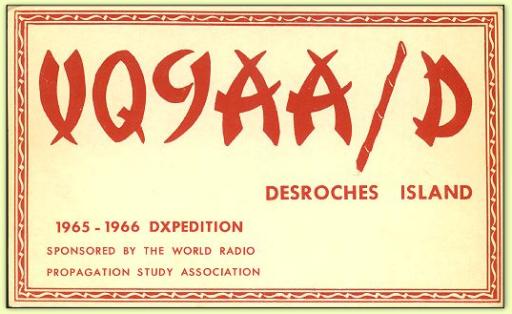 VQ9AA/D
DESROCHES ISLAND
1965 - 1966 DXPEDITION
SPONSORED BY THE WORLD RADIO
PROPAGATION STUDY ASSOCIATION